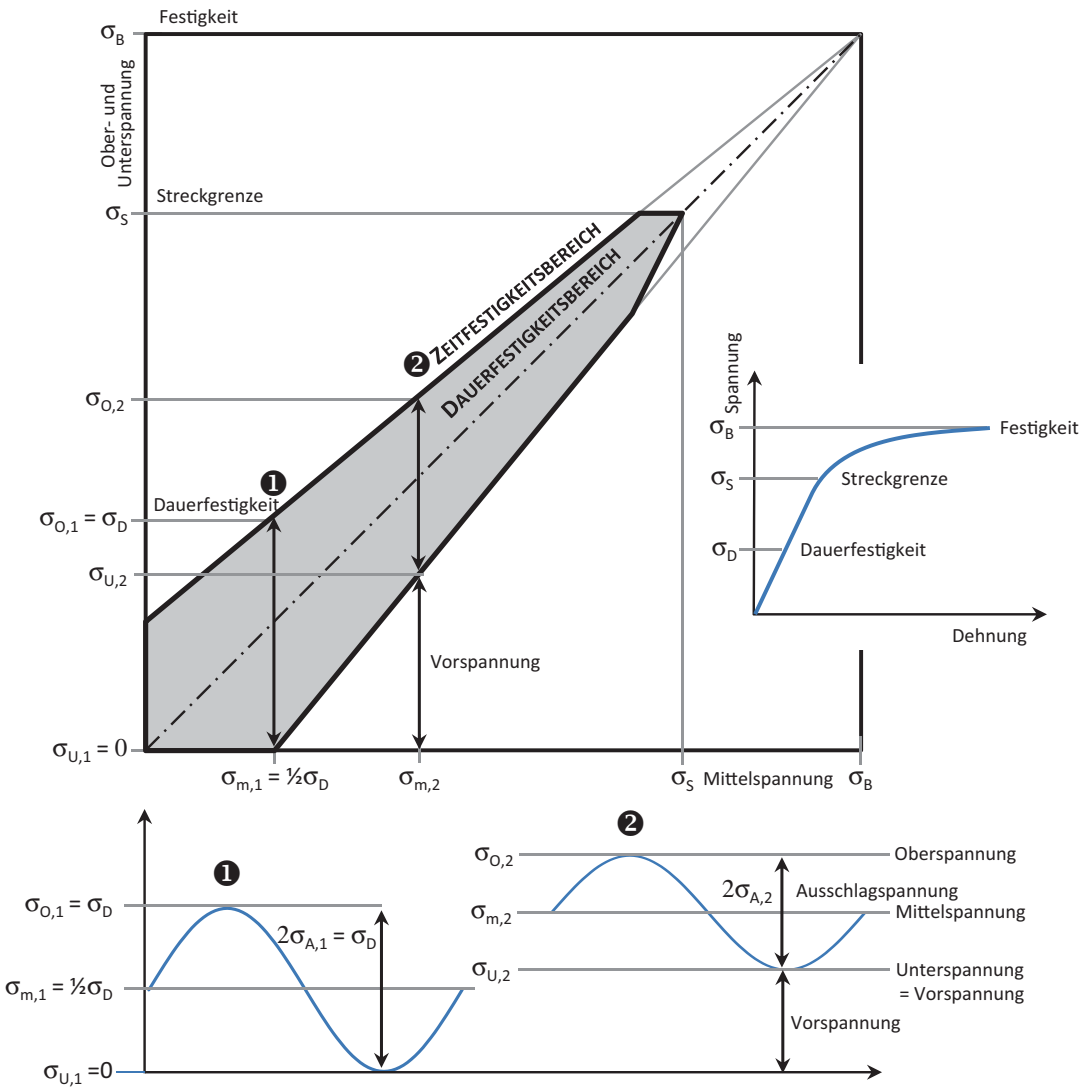 Festigkeit
σB
Ober- und
Unterspannung
Streckgrenze
σS
ZEITFESTIGKEITSBEREICH
DAUERFESTIGKEITSBEREICH
❷
σO,2
❶
Dauerfestigkeit
σO,1 = σD
σU,2
Vorspannung
σU,1 = 0
σm,1 = ½σD
σm,2
σS
Mittelspannung
σB
Spannung
σB
Festigkeit
σS
Streckgrenze
σD
Dauerfestigkeit
Dehnung
❶
σO,1 = σD
2σA,1 = σD
σm,1 = ½σD
σU,1 =0
❷
σO,2
Oberspannung
2σA,2
Ausschlagspannung
σm,2
Mittelspannung
σU,2
Unterspannung
= Vorspannung
Vorspannung